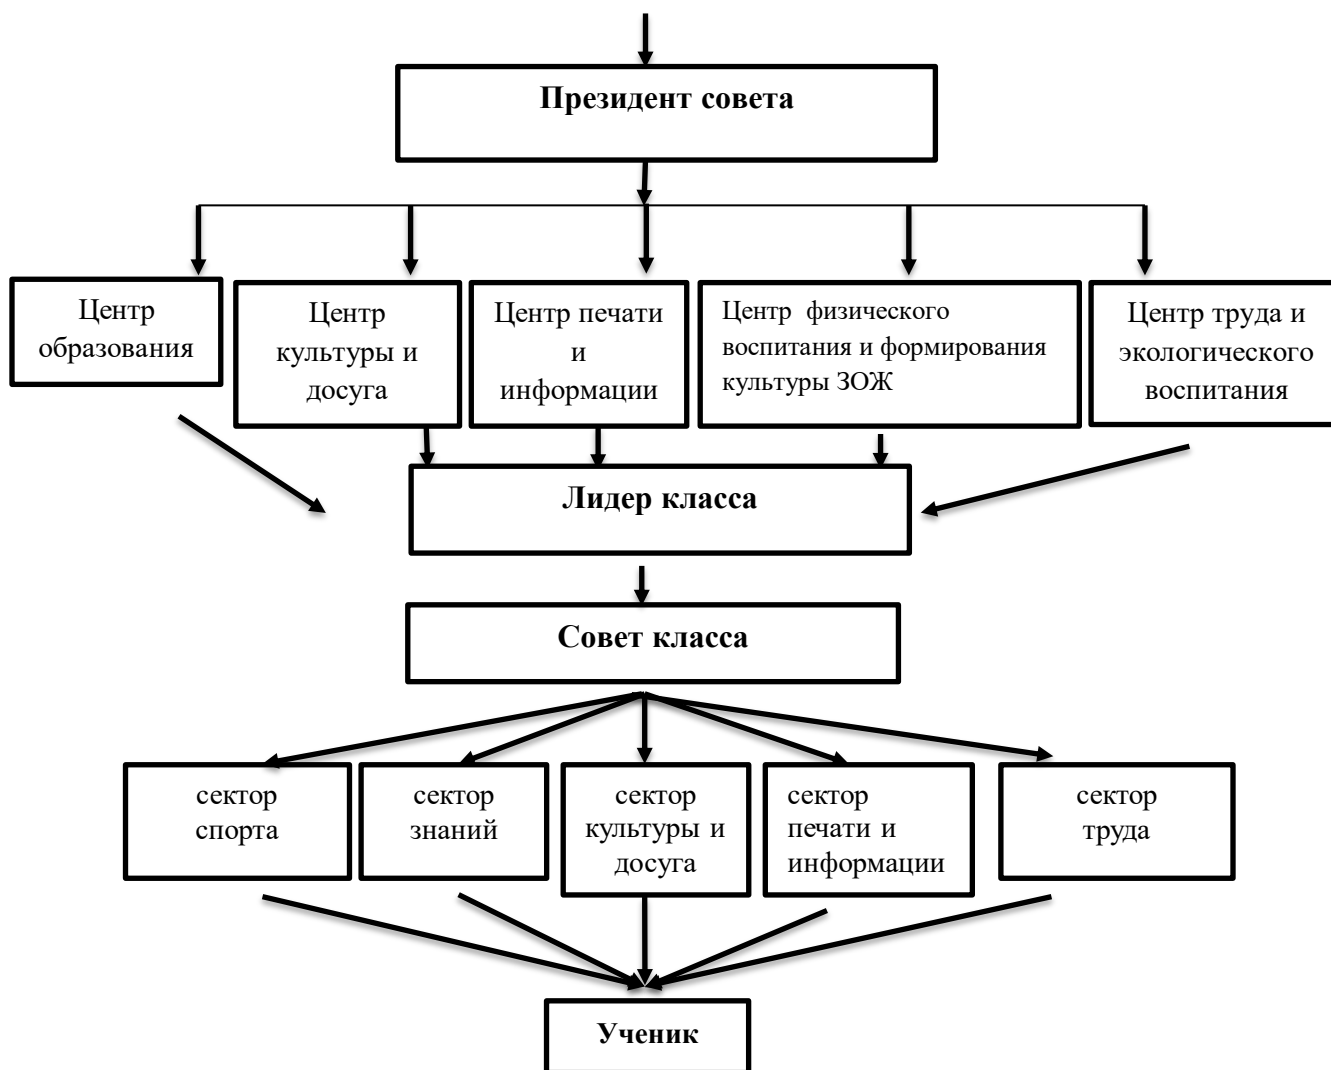 Президент совета
Центр
образования
Центр
культуры и
досуга
Центр печати
и
информации
Центр физического
воспитания и формирования
культуры ЗОЖ
Центр труда и
экологического
воспитания
Лидер класса
Совет класса
сектор
спорта
сектор
знаний
сектор
культуры и
досуга
сектор
печати и
информации
сектор
труда
Ученик